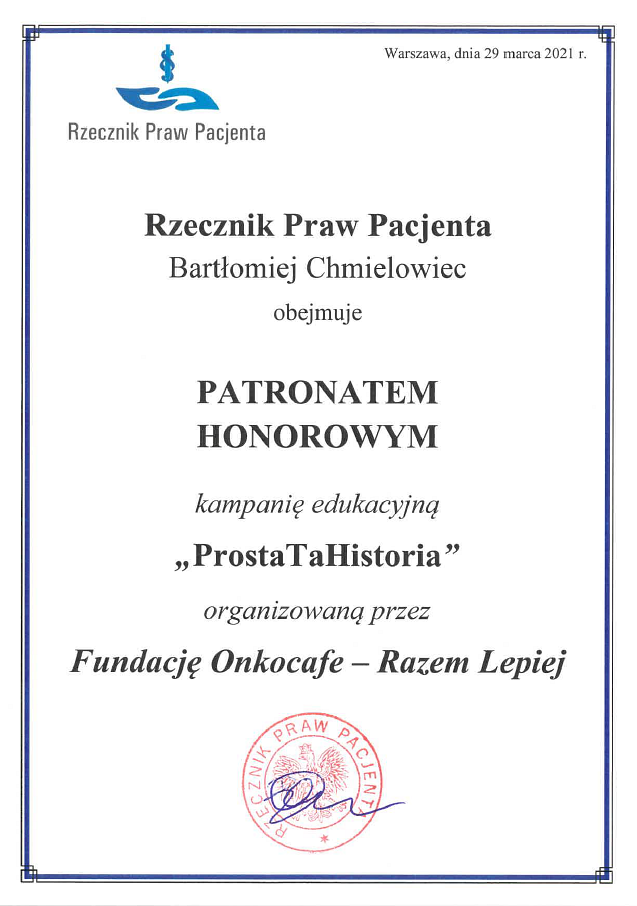 Warszawa, dnia 29 marca 2021 r.
Rzecznik Praw Pacjenta
Rzecznik Praw Pacjenta
Bartłomiej Chmielowiec
obejmuje
PATRONATEM
HONOROWYM
kampanię edukacyjną
„ProstaTaHistoria”
organizowaną przez
Fundację Onkocafe – Razem Lepiej
RZECZNIK PRAW PACJENTA